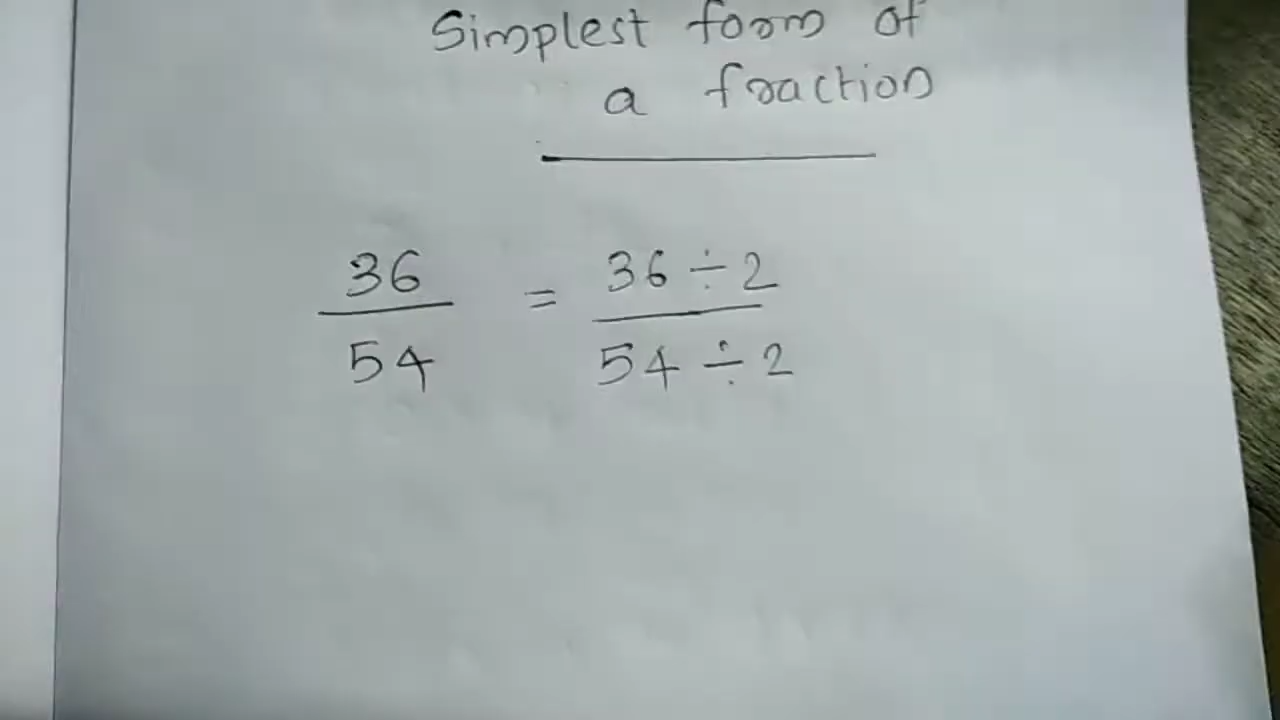 Simplest form of
a fraction
36 = 36 ÷ 2
54 54 ÷ 2